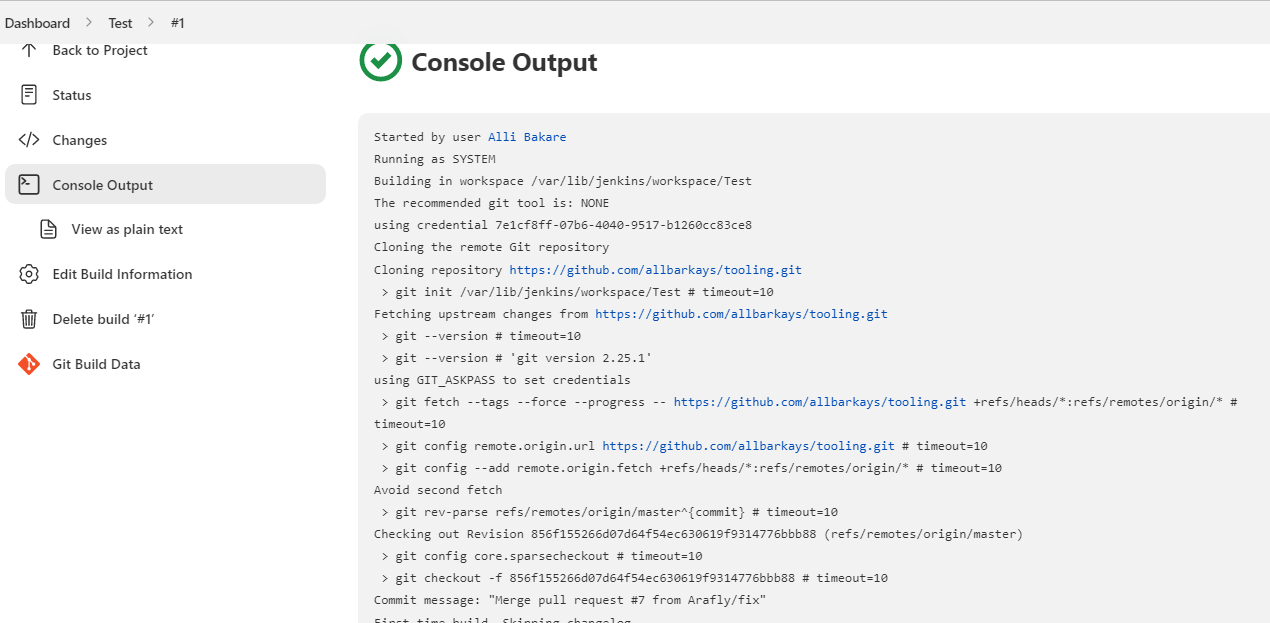 Dashboard > Test > #1
Back to Project
Status
Changes
Console Output
View as plain text
Edit Build Information
Delete build ‘#1’
Git Build Data
Console Output
Started by user Alli Bakare
Running as SYSTEM
Building in workspace /var/lib/jenkins/workspace/Test
The recommended git tool is: NONE
using credential 7e1cf8ff-07b6-4040-9517-b1260cc83ce8
Cloning the remote Git repository
Cloning repository https://github.com/allbarkays/tooling.git
 > git init /var/lib/jenkins/workspace/Test # timeout=10
Fetching upstream changes from https://github.com/allbarkays/tooling.git
 > git --version # timeout=10
 > git --version # 'git version 2.25.1'
using GIT_ASKPASS to set credentials
 > git fetch --tags --force --progress -- https://github.com/allbarkays/tooling.git +refs/heads/*:refs/remotes/origin/* #
timeout=10
 > git config remote.origin.url https://github.com/allbarkays/tooling.git # timeout=10
 > git config --add remote.origin.fetch +refs/heads/*:refs/remotes/origin/* # timeout=10
Avoid second fetch
 > git rev-parse refs/remotes/origin/master^{commit} # timeout=10
Checking out Revision 856f155266d07d64f54ec630619f9314776bbb88 (refs/remotes/origin/master)
 > git config core.sparsecheckout # timeout=10
 > git checkout -f 856f155266d07d64f54ec630619f9314776bbb88 # timeout=10
Commit message: "Merge pull request #7 from Arafly/fix"
First time build. Skipping changelog.